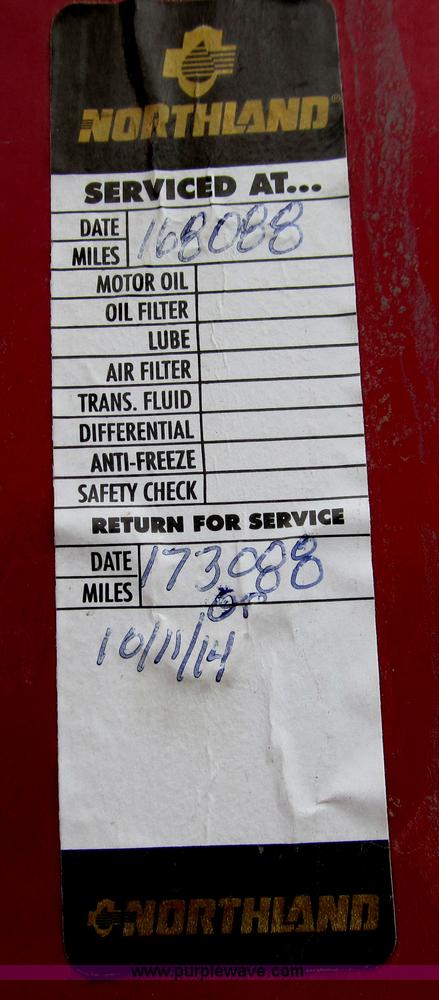 NORTHLAND®
SERVICED AT...
DATE 168088
MILES
MOTOR OIL
OIL FILTER
LUBE
AIR FILTER
TRANS. FLUID
DIFFERENTIAL
ANTI-FREEZE
SAFETY CHECK
RETURN FOR SERVICE
DATE 173088
MILES
or
10/11/14
NORTHLAND
www.purplewave.com